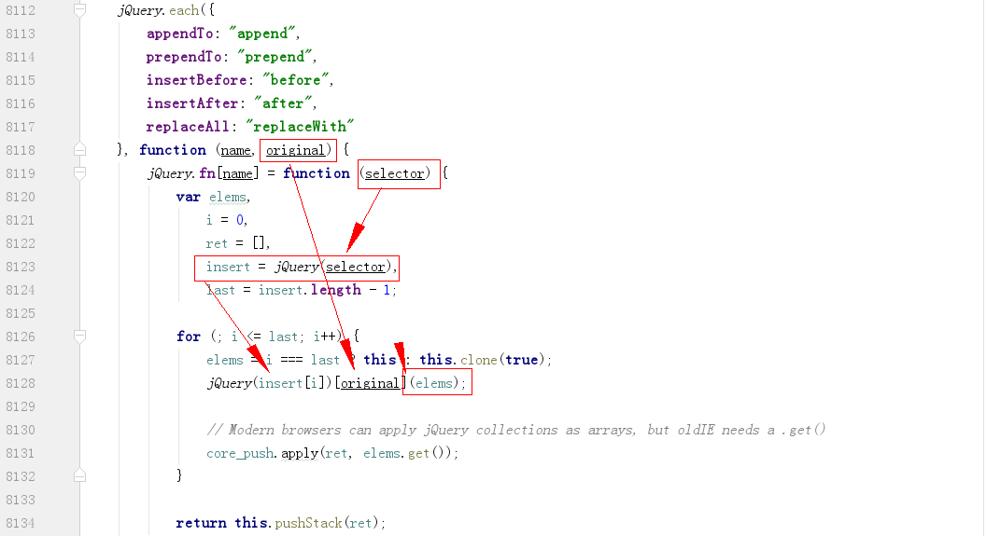 8112 jQuery.each({
8113 appendTo: "append",
8114 prependTo: "prepend",
8115 insertBefore: "before",
8116 insertAfter: "after",
8117 replaceAll: "replaceWith"
8118 }, function (name, original) {
8119 jQuery.fn[name] = function (selector) {
8120 var elems,
8121 i = 0,
8122 ret = [],
8123 insert = jQuery(selector),
8124 last = insert.length - 1;
8125
8126 for (; i <= last; i++) {
8127 elems = i === last ? this : this.clone(true);
8128 jQuery(insert[i])[original](elems);
8129
8130 // Modern browsers can apply jQuery collections as arrays, but oldIE needs a .get()
8131 core_push.apply(ret, elems.get());
8132 }
8133
8134 return this.pushStack(ret);